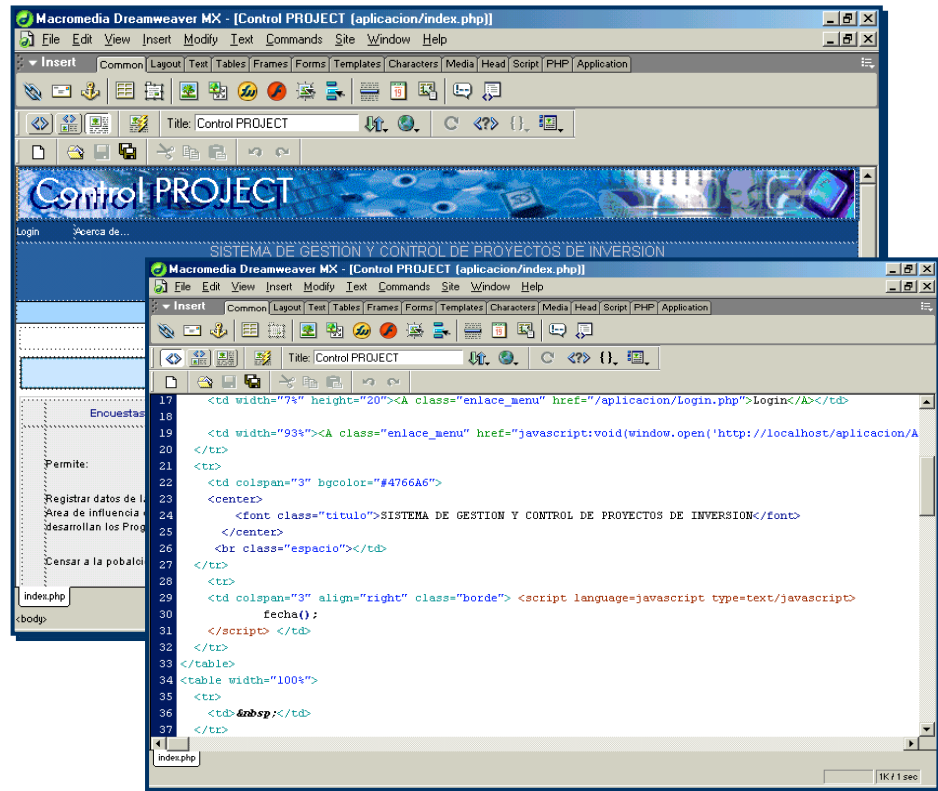 Macromedia Dreamweaver MX - [Control PROJECT (aplicacion/index.php)]
File Edit View Insert Modify Text Commands Site Window Help
Insert Common Layout Text Tables Frames Forms Templates Characters Media Head Script PHP Application
Title: Control PROJECT
Control PROJECT
Login Acerca de...
SISTEMA DE GESTION Y CONTROL DE PROYECTOS DE INVERSION
Encuestas
Permite:
Registrar datos de l
Area de influencia
desarrollan los Prog
Censar a la pobalci
index.php
<body>
Macromedia Dreamweaver MX - [Control PROJECT (aplicacion/index.php)]
File Edit View Insert Modify Text Commands Site Window Help
Insert Common Layout Text Tables Frames Forms Templates Characters Media Head Script PHP Application
Title: Control PROJECT
17 <td width="7%" height="20"><A class="enlace_menu" href="/aplicacion/Login.php">Login</A></td>
18
19 <td width="93%"><A class="enlace_menu" href="javascript:void(window.open('http://localhost/aplicacion/A
20 </tr>
21 <tr>
22 <td colspan="3" bgcolor="#4766A6">
23 <center>
24 <font class="titulo">SISTEMA DE GESTION Y CONTROL DE PROYECTOS DE INVERSION</font>
25 </center>
26 <br class="espacio"></td>
27 </tr>
28 <tr>
29 <td colspan="3" align="right" class="borde"> <script language=javascript type=text/javascript>
30 fecha();
31 </script> </td>
32 </tr>
33 </table>
34 <table width="100%">
35 <tr>
36 <td>&nbsp;</td>
37 </tr>
index.php
1K / 1 sec